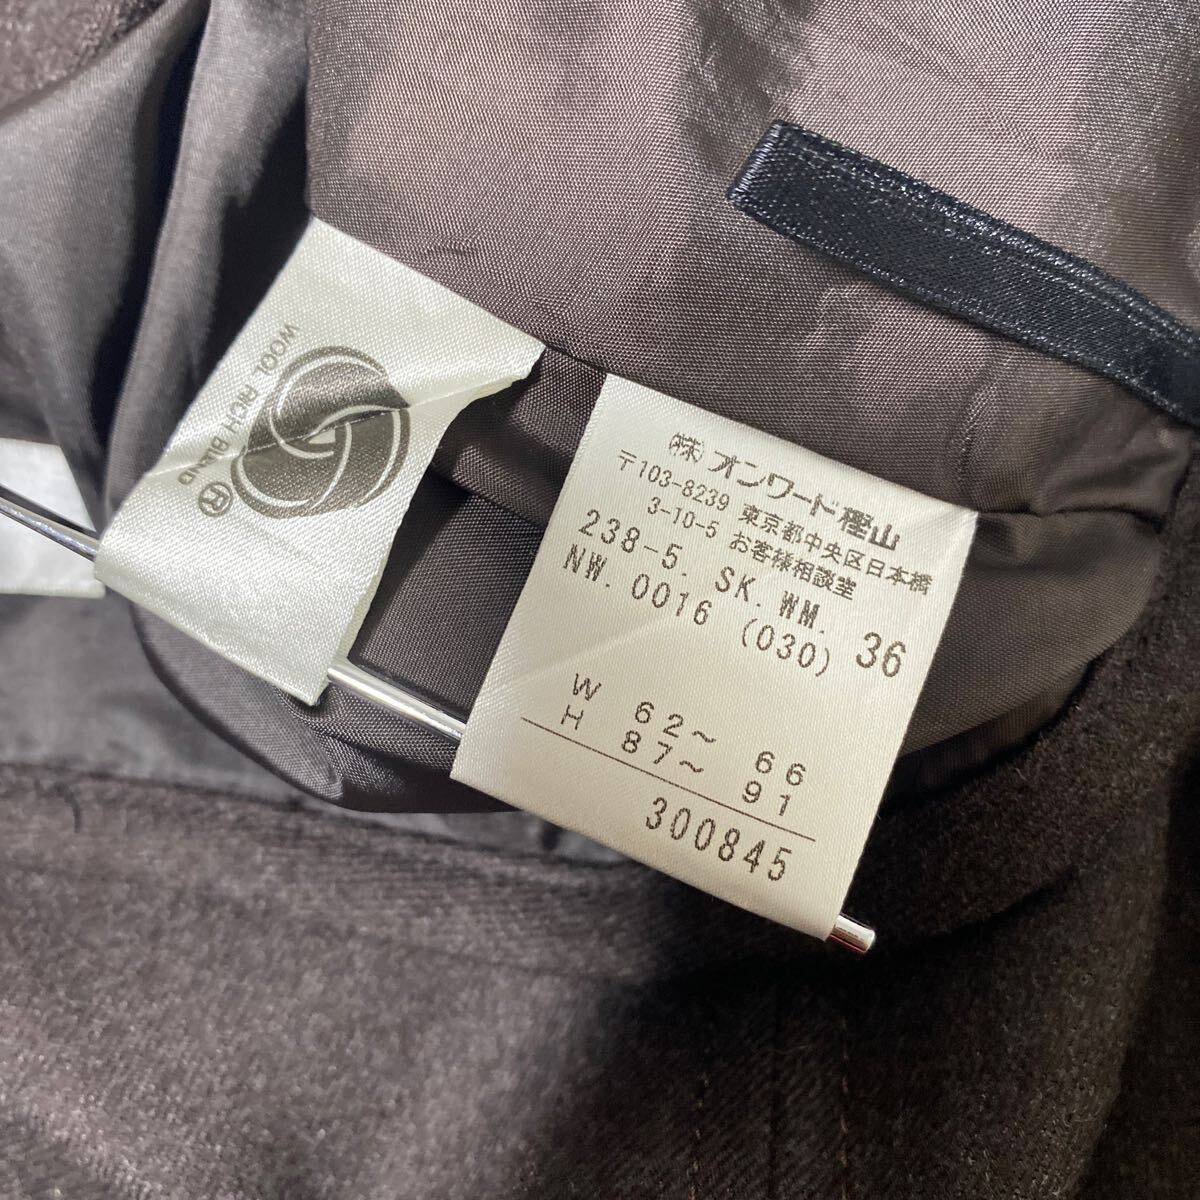 WOOL RICH BLEND
®
㈱オンワード樫山
〒103-8239 東京都中央区日本橋
3-10-5 お客様相談室
238-5. SK. WM. 36
NW. 0016 (030)
W 62〜 66
H 87〜 91
300845